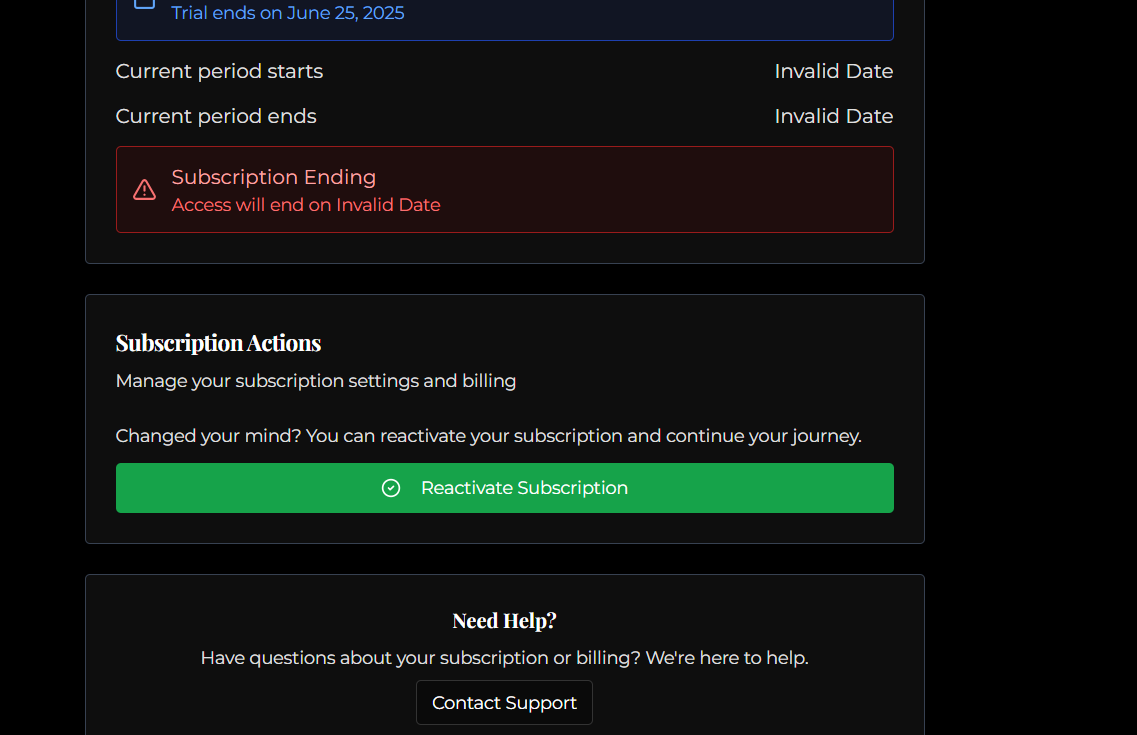 Trial ends on June 25, 2025
Current period starts Invalid Date
Current period ends Invalid Date
Subscription Ending
Access will end on Invalid Date
Subscription Actions
Manage your subscription settings and billing
Changed your mind? You can reactivate your subscription and continue your journey.
Reactivate Subscription
Need Help?
Have questions about your subscription or billing? We're here to help.
Contact Support